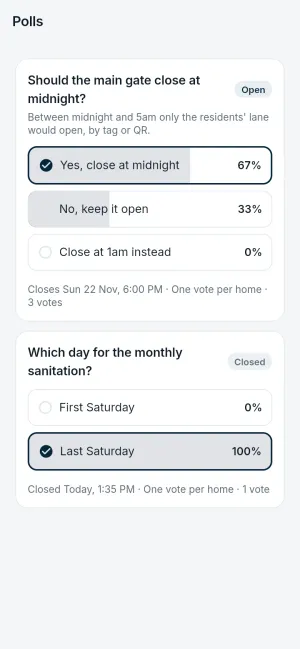 Polls
Should the main gate close at
midnight?
Open
Between midnight and 5am only the residents' lane
would open, by tag or QR.
Yes, close at midnight 67%
No, keep it open 33%
Close at 1am instead 0%
Closes Sun 22 Nov, 6:00 PM · One vote per home ·
3 votes
Which day for the monthly
sanitation?
Closed
First Saturday 0%
Last Saturday 100%
Closed Today, 1:35 PM · One vote per home · 1 vote